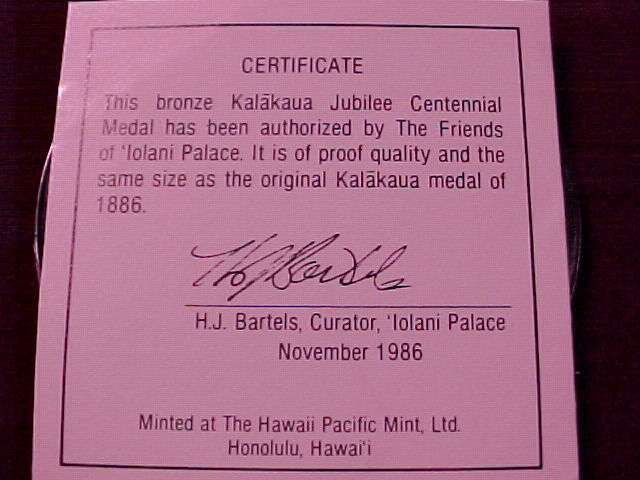 CERTIFICATE
This bronze Kalākaua Jubilee Centennial
Medal has been authorized by The Friends
of 'Iolani Palace. It is of proof quality and the
same size as the original Kalākaua medal of
1886.
HJ Bartels
H.J. Bartels, Curator, 'Iolani Palace
November 1986
Minted at The Hawaii Pacific Mint, Ltd.
Honolulu, Hawai'i